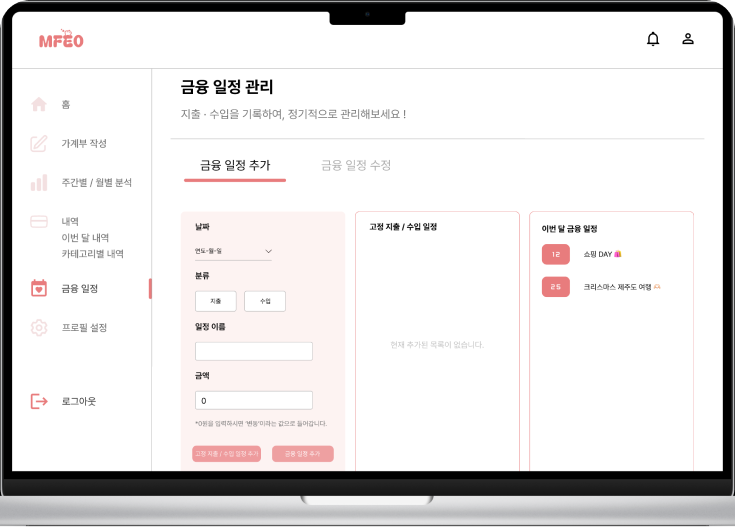 MFEO
금융 일정 관리
지출 · 수입을 기록하여, 정기적으로 관리해보세요 !
홈
가계부 작성
주간별 / 월별 분석
내역
이번 달 내역
카테고리별 내역
금융 일정
프로필 설정
로그아웃
금융 일정 추가
금융 일정 수정
날짜
연도-월-일
분류
지출
수입
일정 이름
금액
0
*0원을 입력하시면 '변동'이라는 값으로 들어갑니다.
고정 지출 / 수입 일정 추가
금융 일정 추가
고정 지출 / 수입 일정
현재 추가된 목록이 없습니다.
이번 달 금융 일정
12 쇼핑 DAY 🛍️
25 크리스마스 제주도 여행